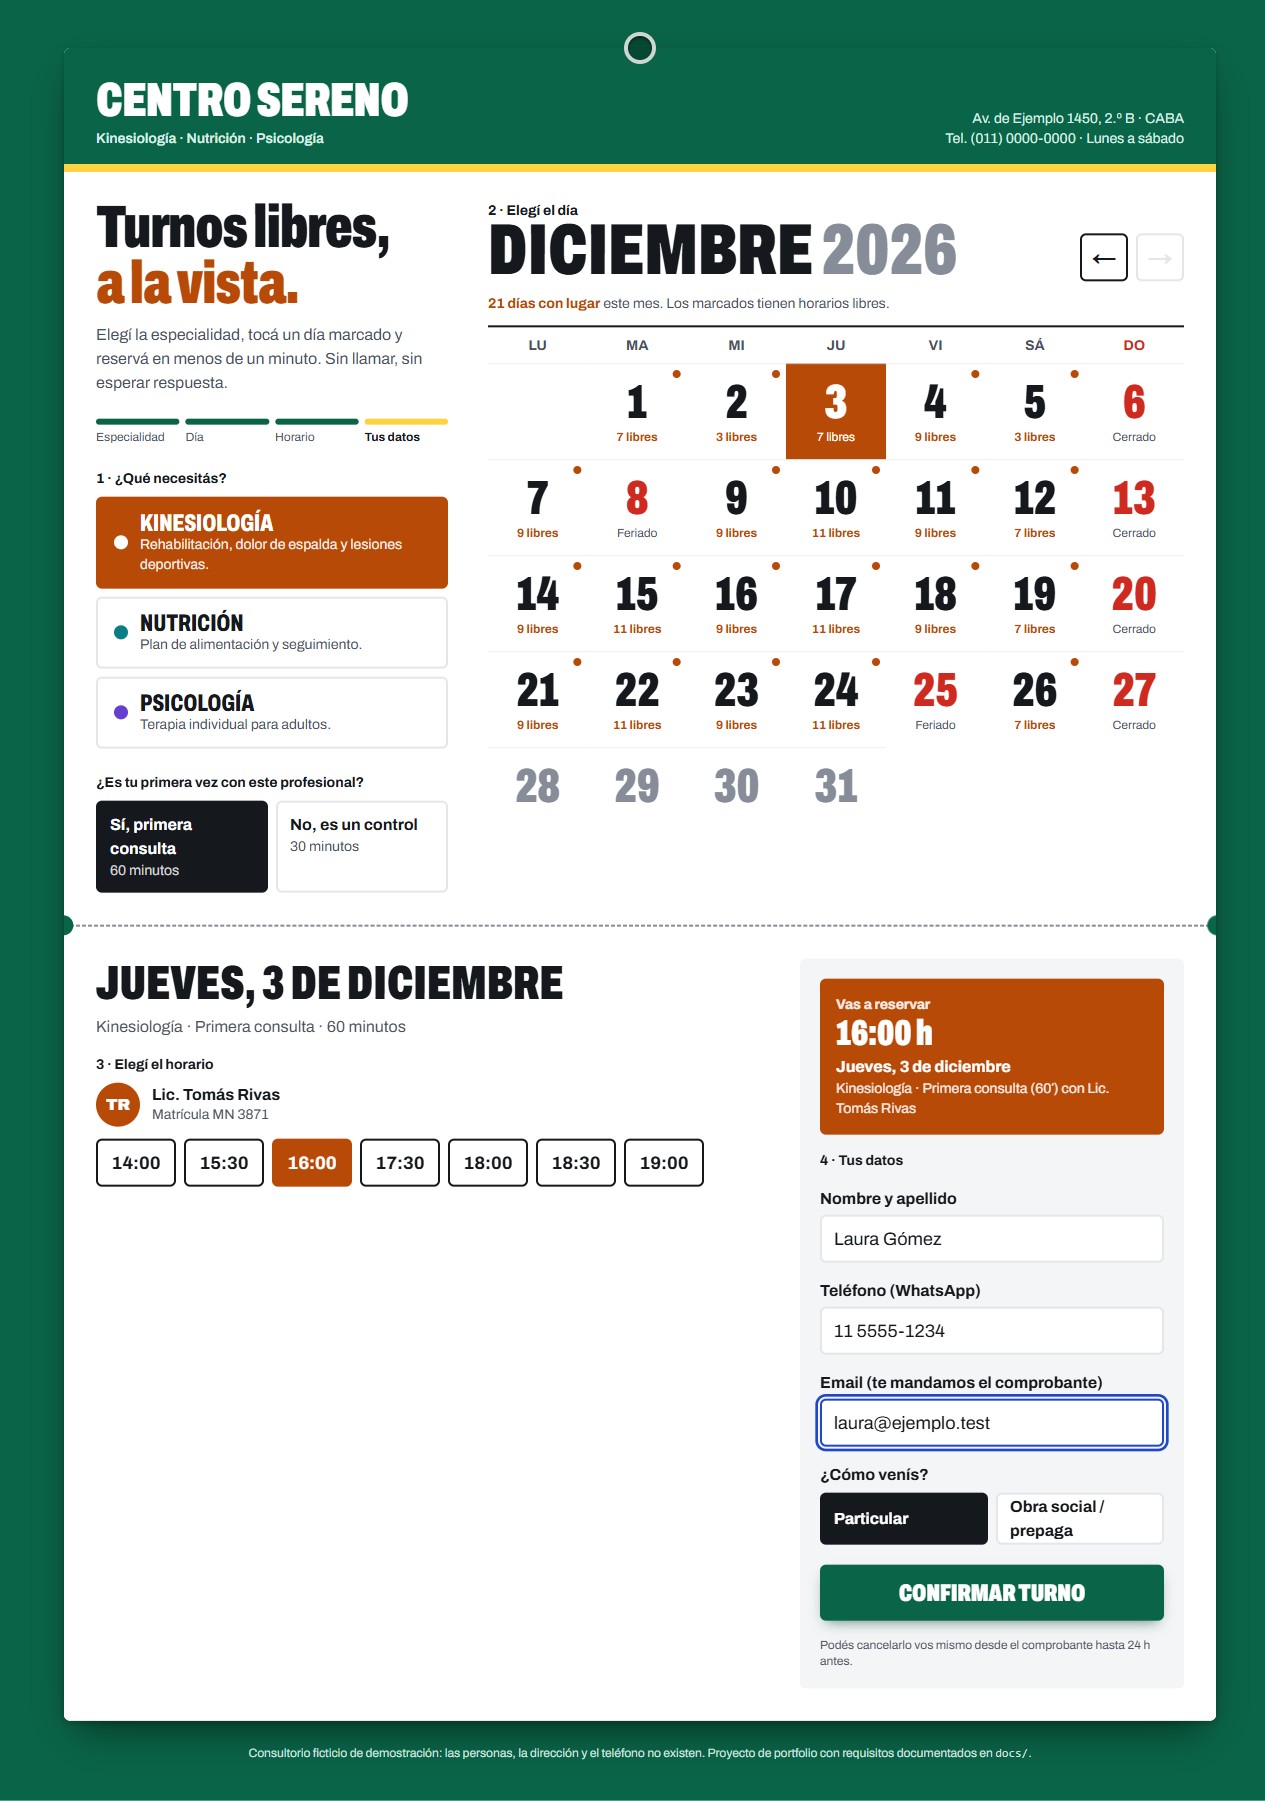 CENTRO SERENO
Kinesiología · Nutrición · Psicología
Av. de Ejemplo 1450, 2.º B · CABA
Tel. (011) 0000-0000 · Lunes a sábado
Turnos libres,
a la vista.
Elegí la especialidad, tocá un día marcado y
reservá en menos de un minuto. Sin llamar, sin
esperar respuesta.
Especialidad Día Horario Tus datos
1 · ¿Qué necesitás?
KINESIOLOGÍA
Rehabilitación, dolor de espalda y lesiones
deportivas.
NUTRICIÓN
Plan de alimentación y seguimiento.
PSICOLOGÍA
Terapia individual para adultos.
¿Es tu primera vez con este profesional?
Sí, primera
consulta
60 minutos
No, es un control
30 minutos
2 · Elegí el día
DICIEMBRE 2026
← →
21 días con lugar este mes. Los marcados tienen horarios libres.
LU MA MI JU VI SÁ DO
1 2 3 4 5 6
7 libres 3 libres 7 libres 9 libres 3 libres Cerrado
7 8 9 10 11 12 13
9 libres Feriado 9 libres 11 libres 9 libres 7 libres Cerrado
14 15 16 17 18 19 20
9 libres 11 libres 9 libres 11 libres 9 libres 7 libres Cerrado
21 22 23 24 25 26 27
9 libres 11 libres 9 libres 11 libres Feriado 7 libres Cerrado
28 29 30 31
JUEVES, 3 DE DICIEMBRE
Kinesiología · Primera consulta · 60 minutos
3 · Elegí el horario
TR
Lic. Tomás Rivas
Matrícula MN 3871
14:00 15:30 16:00 17:30 18:00 18:30 19:00
Vas a reservar
16:00 h
Jueves, 3 de diciembre
Kinesiología · Primera consulta (60') con Lic.
Tomás Rivas
4 · Tus datos
Nombre y apellido
Laura Gómez
Teléfono (WhatsApp)
11 5555-1234
Email (te mandamos el comprobante)
laura@ejemplo.test
¿Cómo venís?
Particular
Obra social /
prepaga
CONFIRMAR TURNO
Podés cancelarlo vos mismo desde el comprobante hasta 24 h
antes.
Consultorio ficticio de demostración: las personas, la dirección y el teléfono no existen. Proyecto de portfolio con requisitos documentados en docs/.